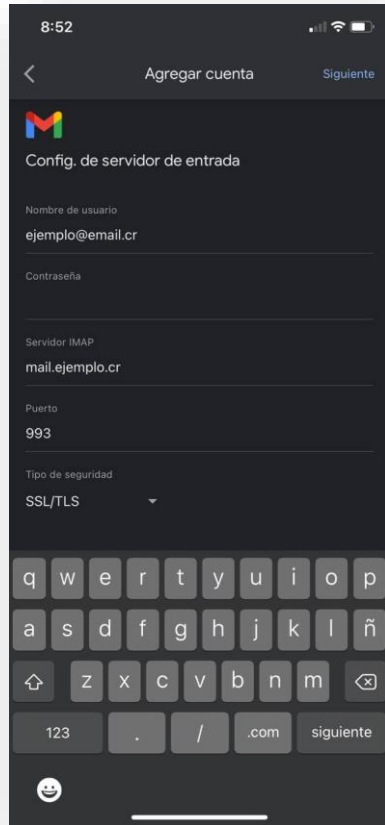 8:52
Agregar cuenta Siguiente
Config. de servidor de entrada
Nombre de usuario
ejemplo@email.cr
Contraseña
Servidor IMAP
mail.ejemplo.cr
Puerto
993
Tipo de seguridad
SSL/TLS
q w e r t y u i o p
a s d f g h j k l ñ
z x c v b n m
123 . / .com siguiente